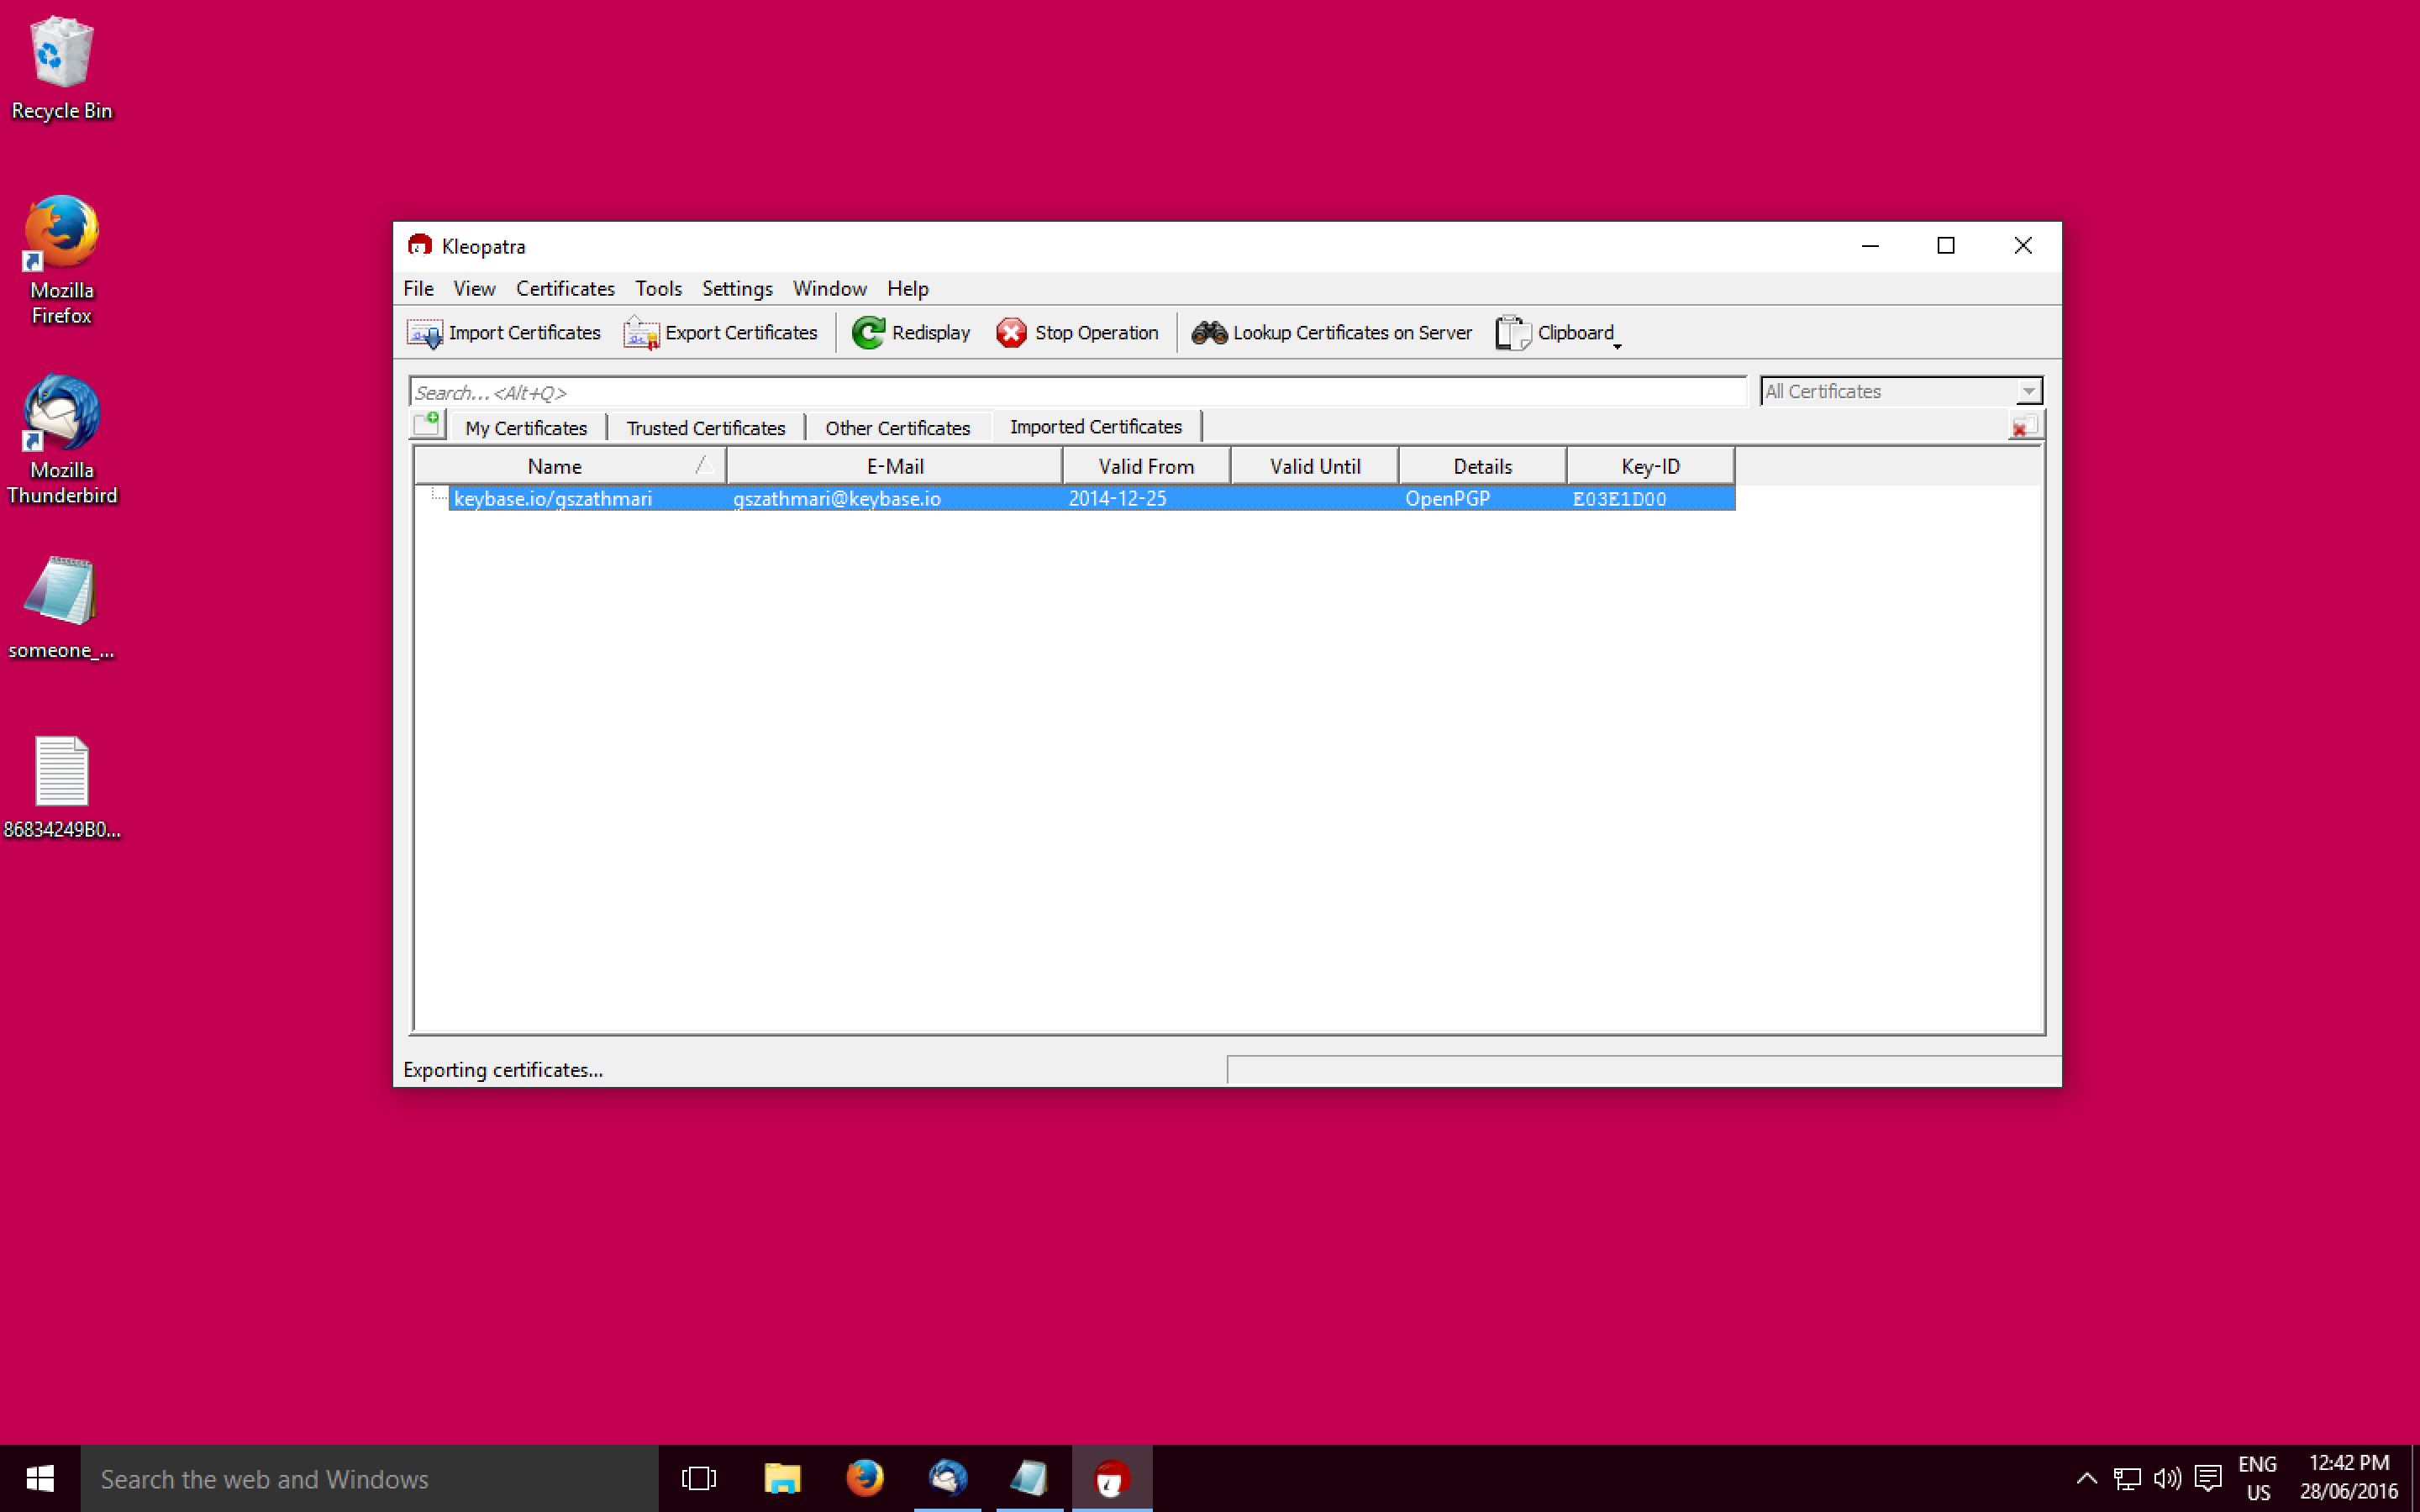 Recycle Bin
Mozilla
Firefox
Mozilla
Thunderbird
someone_...
86834249B0...
Kleopatra
File View Certificates Tools Settings Window Help
Import Certificates Export Certificates Redisplay Stop Operation Lookup Certificates on Server Clipboard
Search...<Alt+Q> All Certificates
My Certificates Trusted Certificates Other Certificates Imported Certificates
Name E-Mail Valid From Valid Until Details Key-ID
keybase.io/gszathmari gszathmari@keybase.io 2014-12-25 OpenPGP E03E1D00
Exporting certificates...
Search the web and Windows
ENG
US
12:42 PM
28/06/2016